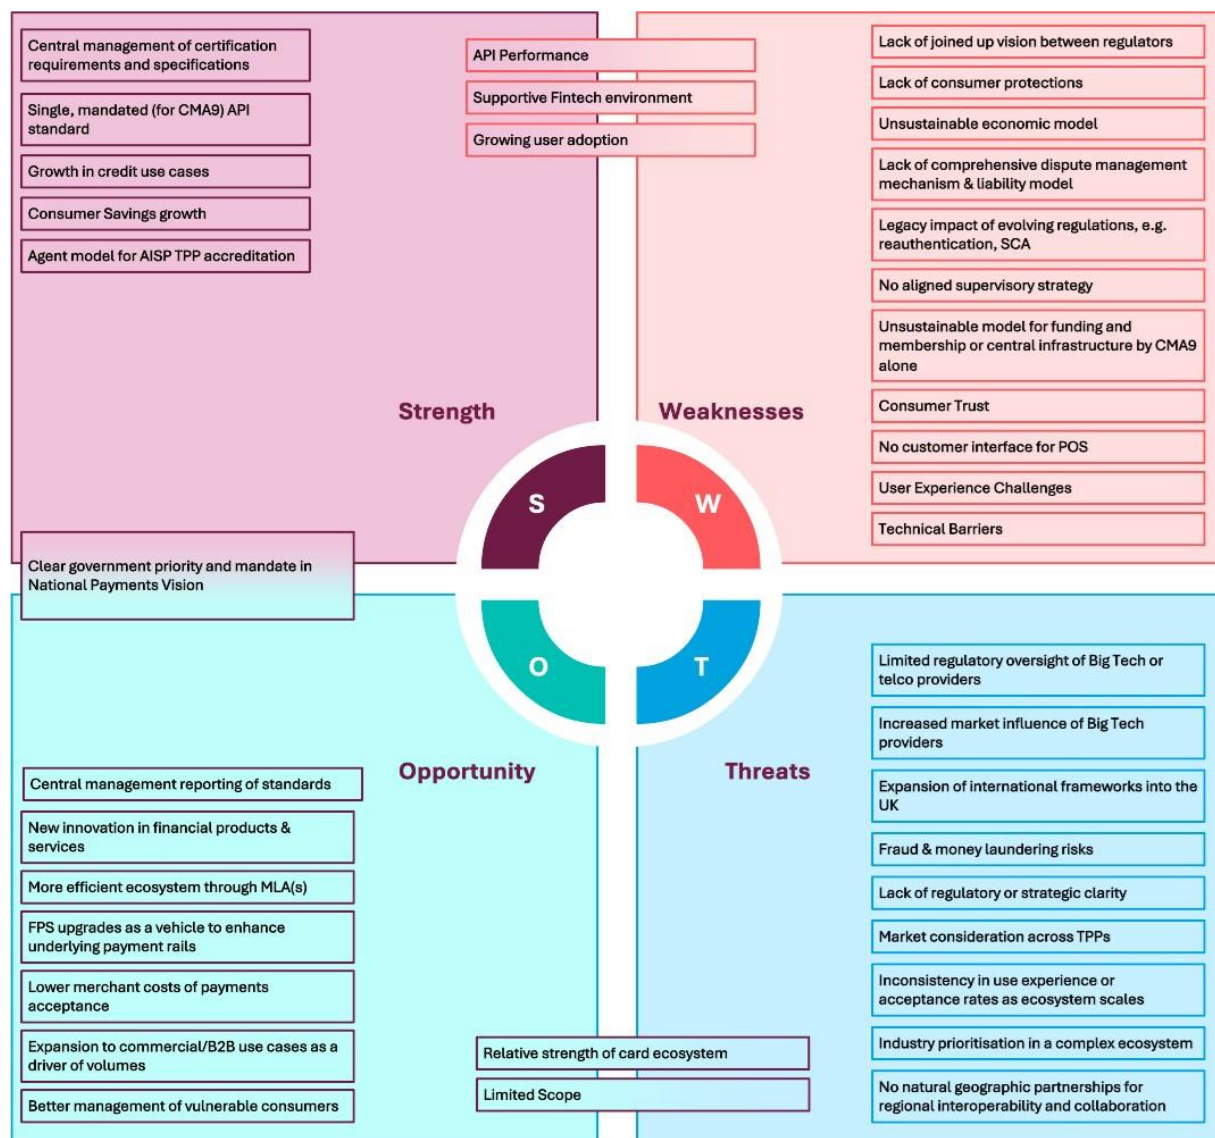 Central management of certification
requirements and specifications
Single, mandated (for CMA9) API
standard
Growth in credit use cases
Consumer Savings growth
Agent model for AISP TPP accreditation
API Performance
Supportive Fintech environment
Growing user adoption
Lack of joined up vision between regulators
Lack of consumer protections
Unsustainable economic model
Lack of comprehensive dispute management
mechanism & liability model
Legacy impact of evolving regulations, e.g.
reauthentication, SCA
No aligned supervisory strategy
Unsustainable model for funding and
membership or central infrastructure by CMA9
alone
Consumer Trust
No customer interface for POS
User Experience Challenges
Technical Barriers
Strength
Weaknesses
S
W
O
T
Clear government priority and mandate in
National Payments Vision
Opportunity
Threats
Central management reporting of standards
New innovation in financial products &
services
More efficient ecosystem through MLA(s)
FPS upgrades as a vehicle to enhance
underlying payment rails
Lower merchant costs of payments
acceptance
Expansion to commercial/B2B use cases as a
driver of volumes
Better management of vulnerable consumers
Relative strength of card ecosystem
Limited Scope
Limited regulatory oversight of Big Tech or
telco providers
Increased market influence of Big Tech
providers
Expansion of international frameworks into the
UK
Fraud & money laundering risks
Lack of regulatory or strategic clarity
Market consideration across TPPs
Inconsistency in use experience or
acceptance rates as ecosystem scales
Industry prioritisation in a complex ecosystem
No natural geographic partnerships for
regional interoperability and collaboration